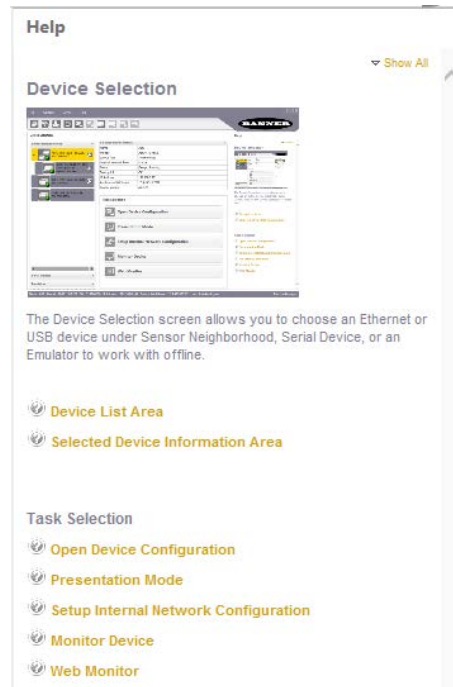 Help
Show All
Device Selection
BANNER
The Device Selection screen allows you to choose an Ethernet or
USB device under Sensor Neighborhood, Serial Device, or an
Emulator to work with offline.
Device List Area
Selected Device Information Area
Task Selection
Open Device Configuration
Presentation Mode
Setup Internal Network Configuration
Monitor Device
Web Monitor